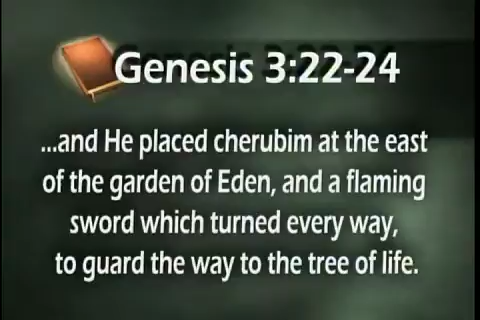 Genesis 3:22-24
...and He placed cherubim at the east
of the garden of Eden, and a flaming
sword which turned every way,
to guard the way to the tree of life.